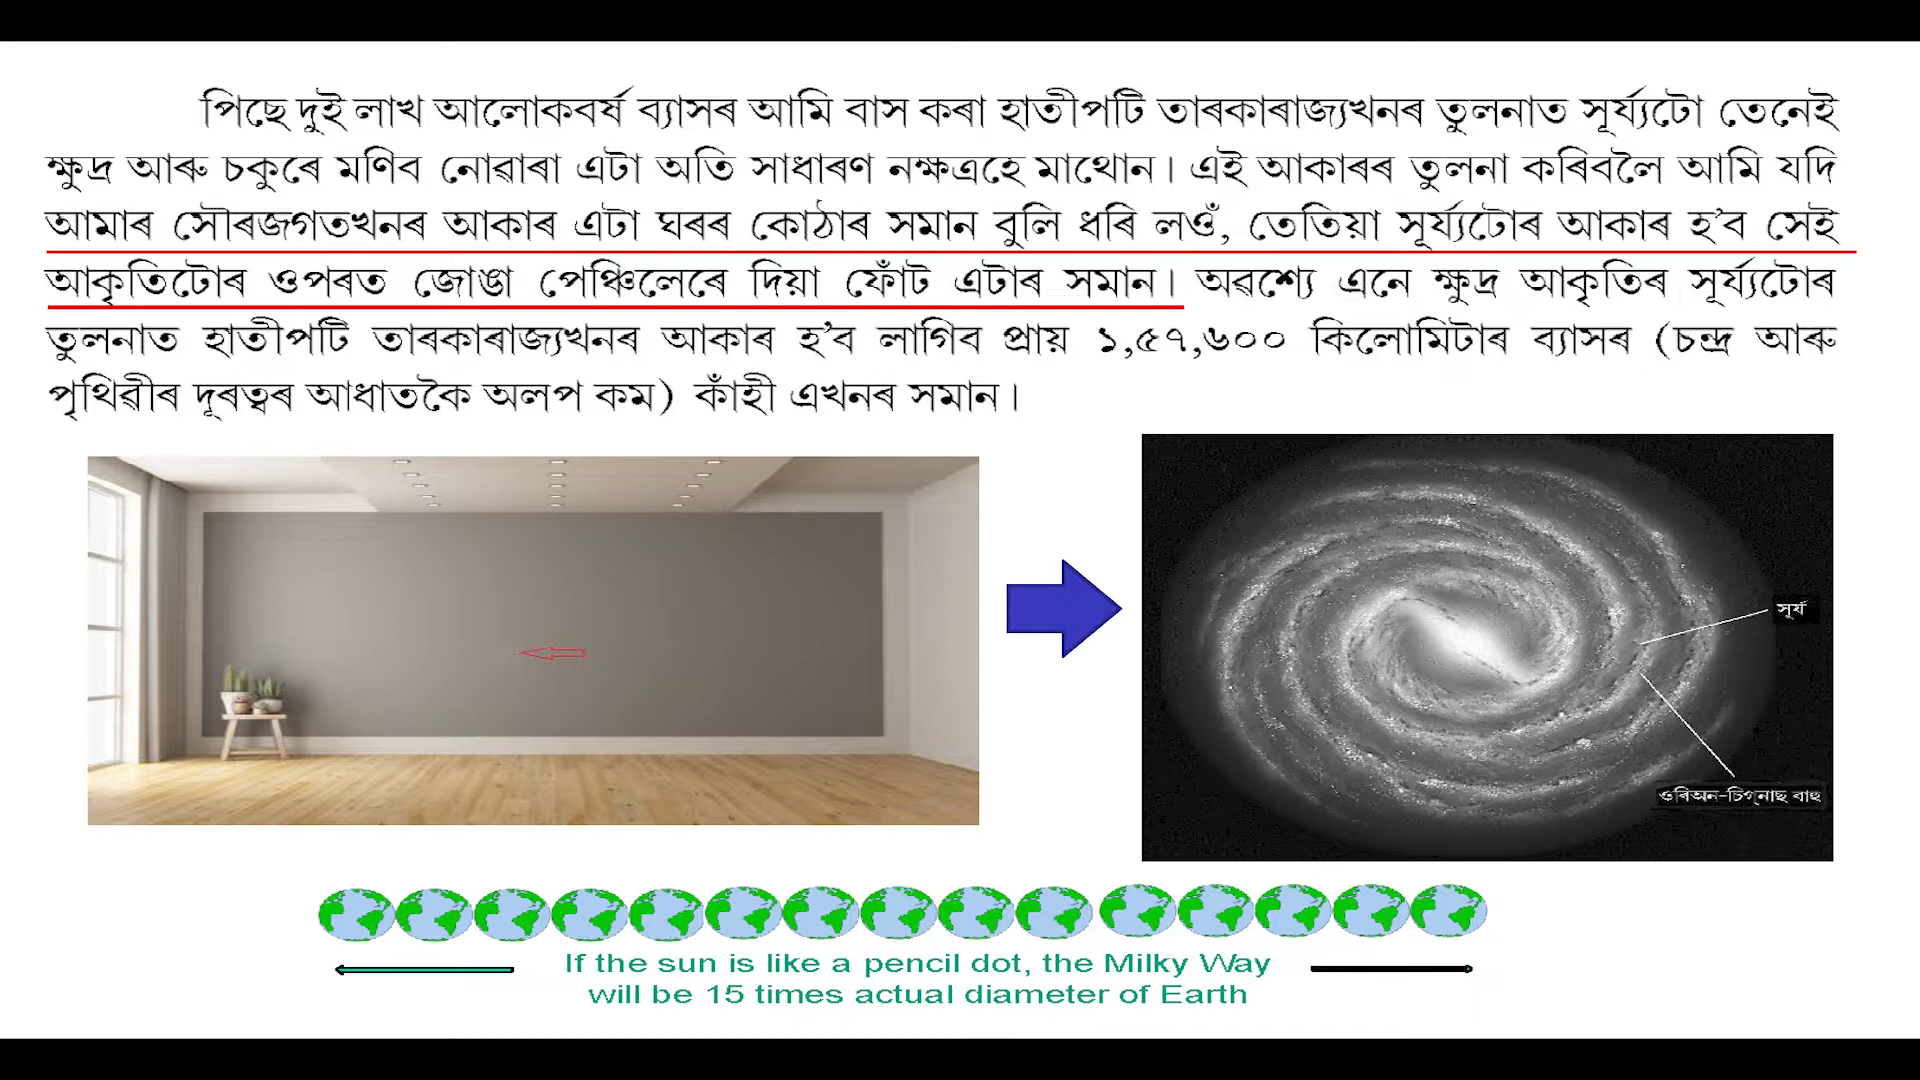 পিছে দুই লাখ আলোকবৰ্ষ ব্যাসৰ আমি বাস কৰা হাতীপটি তাৰকাৰাজ্যখনৰ তুলনাত সূৰ্য্যটো তেনেই
ক্ষুদ্ৰ আৰু চকুৰে মণিব নোৱাৰা এটা অতি সাধাৰণ নক্ষত্ৰহে মাথোন। এই আকাৰৰ তুলনা কৰিবলৈ আমি যদি
আমাৰ সৌৰজগতখনৰ আকাৰ এটা ঘৰৰ কোঠাৰ সমান বুলি ধৰি লওঁ, তেতিয়া সূৰ্য্যটোৰ আকাৰ হ’ব সেই
আকৃতিটোৰ ওপৰত জোঙা পেঞ্চিলেৰে দিয়া ফোঁট এটাৰ সমান। অৱশ্যে এনে ক্ষুদ্ৰ আকৃতিৰ সূৰ্য্যটোৰ
তুলনাত হাতীপটি তাৰকাৰাজ্যখনৰ আকাৰ হ’ব লাগিব প্ৰায় ১,৫৭,৬০০ কিলোমিটাৰ ব্যাসৰ (চন্দ্ৰ আৰু
পৃথিৱীৰ দূৰত্বৰ আধাতকৈ অলপ কম) কাঁহী এখনৰ সমান।
সূৰ্য
ওৰিঅন-চিগ্‌নাছ বাহু
If the sun is like a pencil dot, the Milky Way
will be 15 times actual diameter of Earth